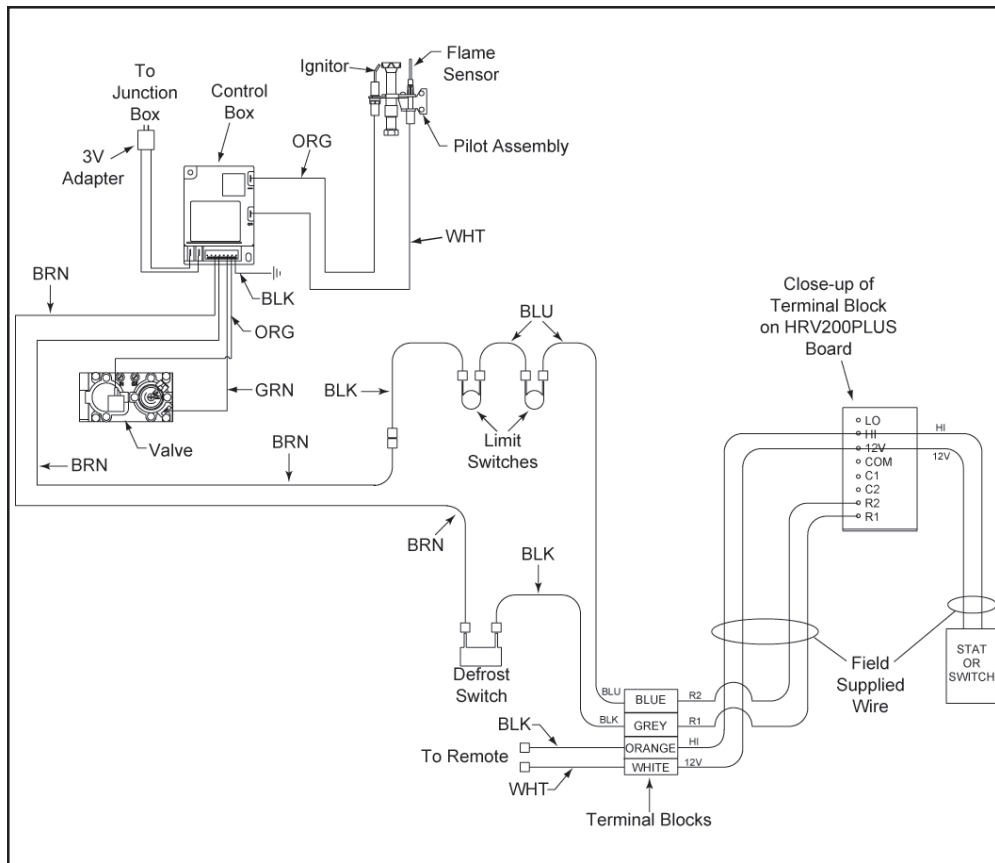 To
Junction
Box
3V
Adapter
Control
Box
Ignitor
Flame
Sensor
Pilot Assembly
ORG
WHT
BLK
ORG
GRN
BRN
Valve
BRN
BRN
BLK
BLU
Limit
Switches
BRN
BLK
Defrost
Switch
Close-up of
Terminal Block
on HRV200PLUS
Board
LO
HI
12V
COM
C1
C2
R2
R1
HI
12V
STAT
OR
SWITCH
Field
Supplied
Wire
BLU
BLUE
R2
BLK
GREY
R1
BLK
ORANGE
HI
To Remote
WHT
WHITE
12V
Terminal Blocks